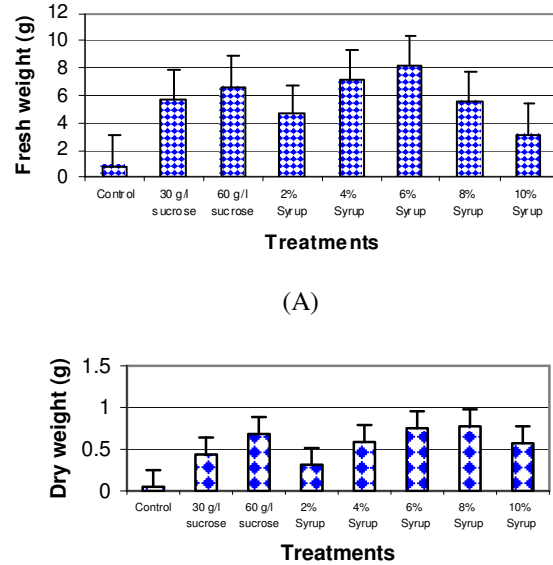 Fresh weight (g)
12
10
8
6
4
2
0
Control 30 g/l sucrose 60 g/l sucrose 2% Syrup 4% Syrup 6% Syrup 8% Syrup 10% Syrup
Treatments
(A)
Dry weight (g)
1.5
1
0.5
0
Control 30 g/l sucrose 60 g/l sucrose 2% Syrup 4% Syrup 6% Syrup 8% Syrup 10% Syrup
Treatments